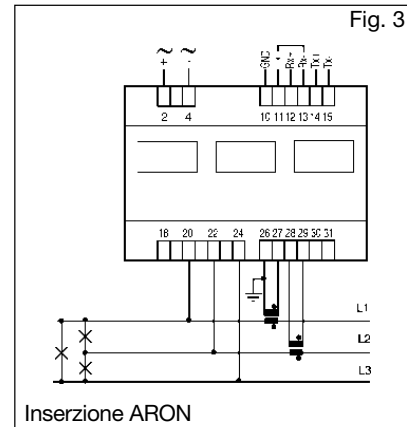 Fig. 3
~ ~
+ -
GND * Rx+ Rx- Tx+ Tx-
2 4 10 11 12 13 14 15
18 20 22 24 26 27 28 29 30 31
L1
L2
L3
Inserzione ARON